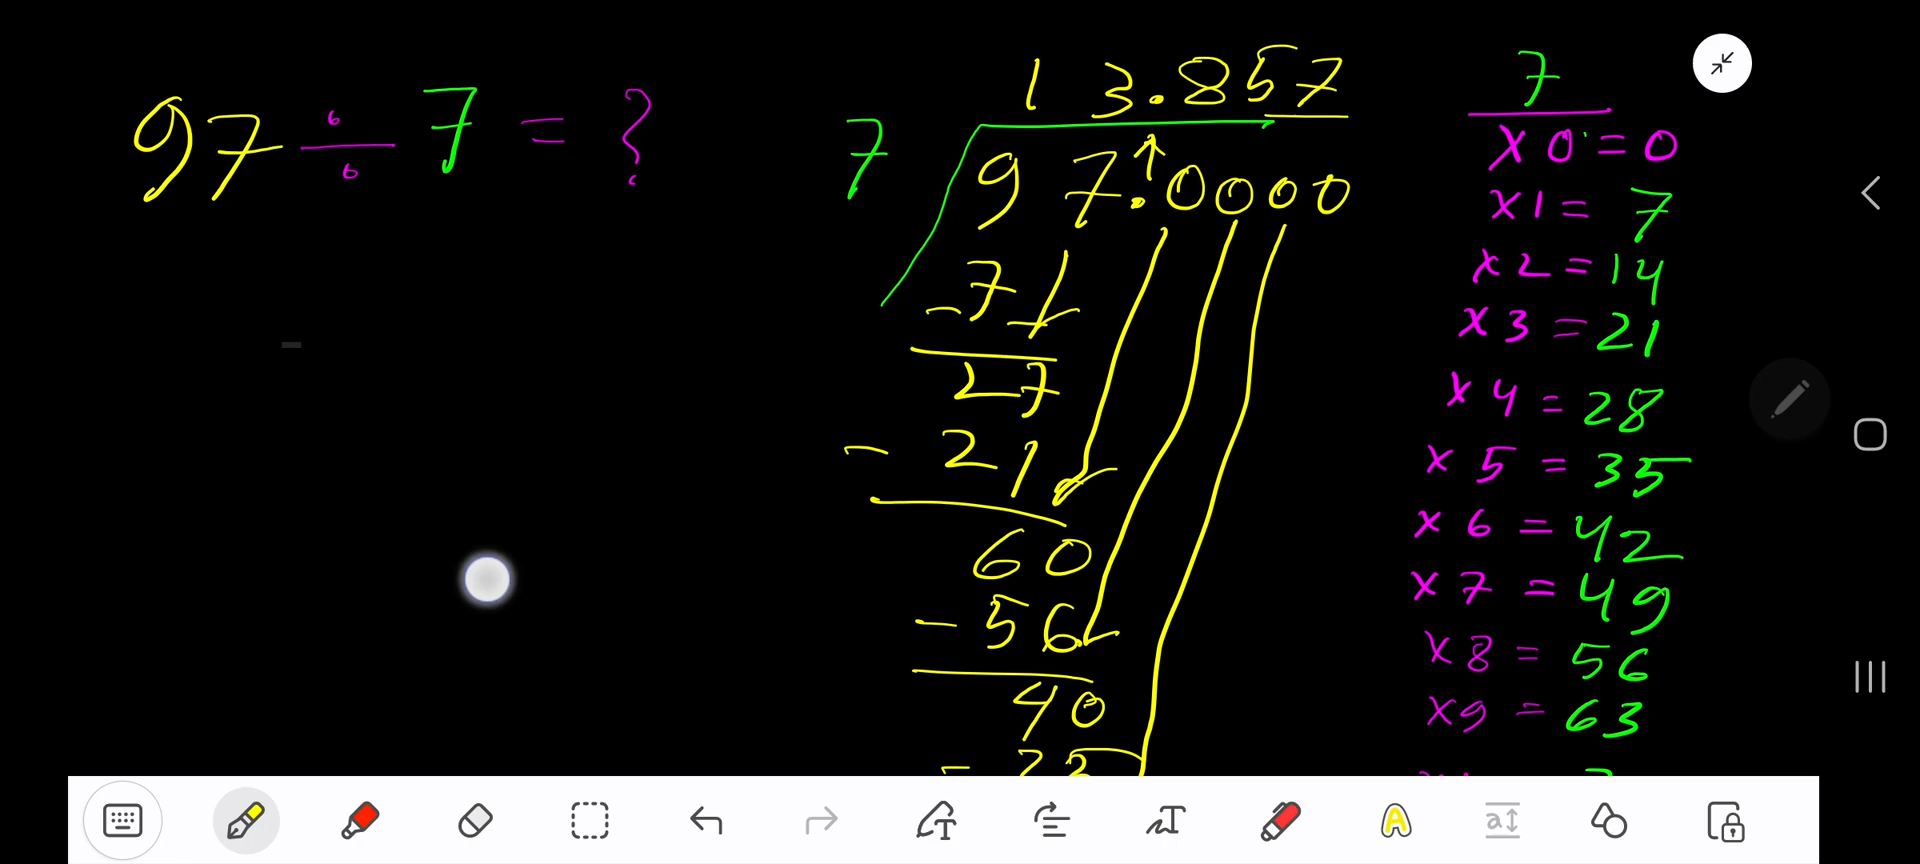 97 ÷ 7 = ?
13.857
7 97.0000
- 7
27
- 21
60
- 56
40
7
x0=0
x1=7
x2=14
x3=21
x4=28
x5=35
x6=42
x7=49
x8=56
x9=63